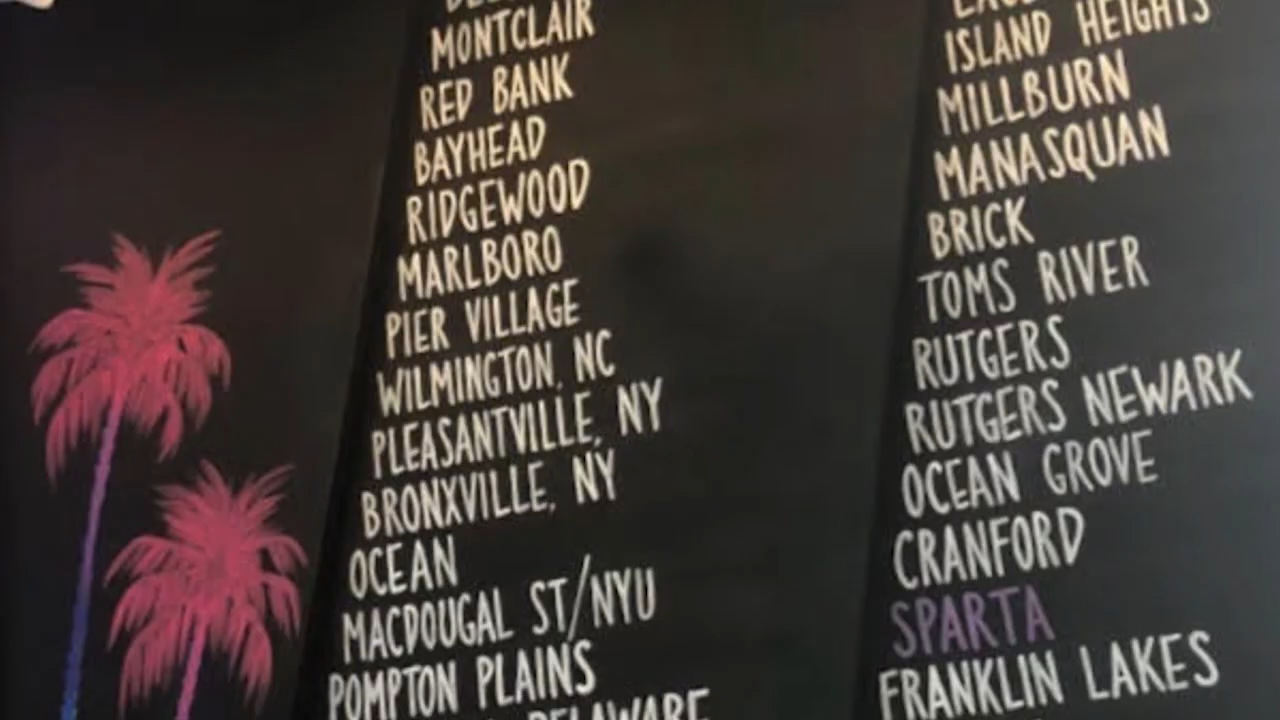 MONTCLAIR
RED BANK
BAYHEAD
RIDGEWOOD
MARLBORO
PIER VILLAGE
WILMINGTON, NC
PLEASANTVILLE, NY
BRONXVILLE, NY
OCEAN
MACDOUGAL ST/NYU
POMPTON PLAINS
DELAWARE
ISLAND HEIGHTS
MILLBURN
MANASQUAN
BRICK
TOMS RIVER
RUTGERS
RUTGERS NEWARK
OCEAN GROVE
CRANFORD
SPARTA
FRANKLIN LAKES